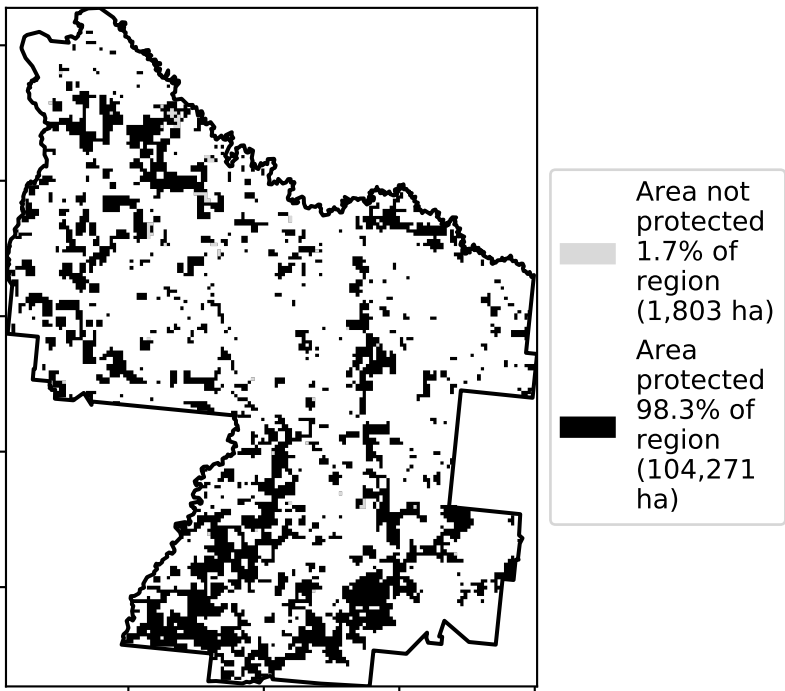 Area not
protected
1.7% of
region
(1,803 ha)
Area
protected
98.3% of
region
(104,271
ha)